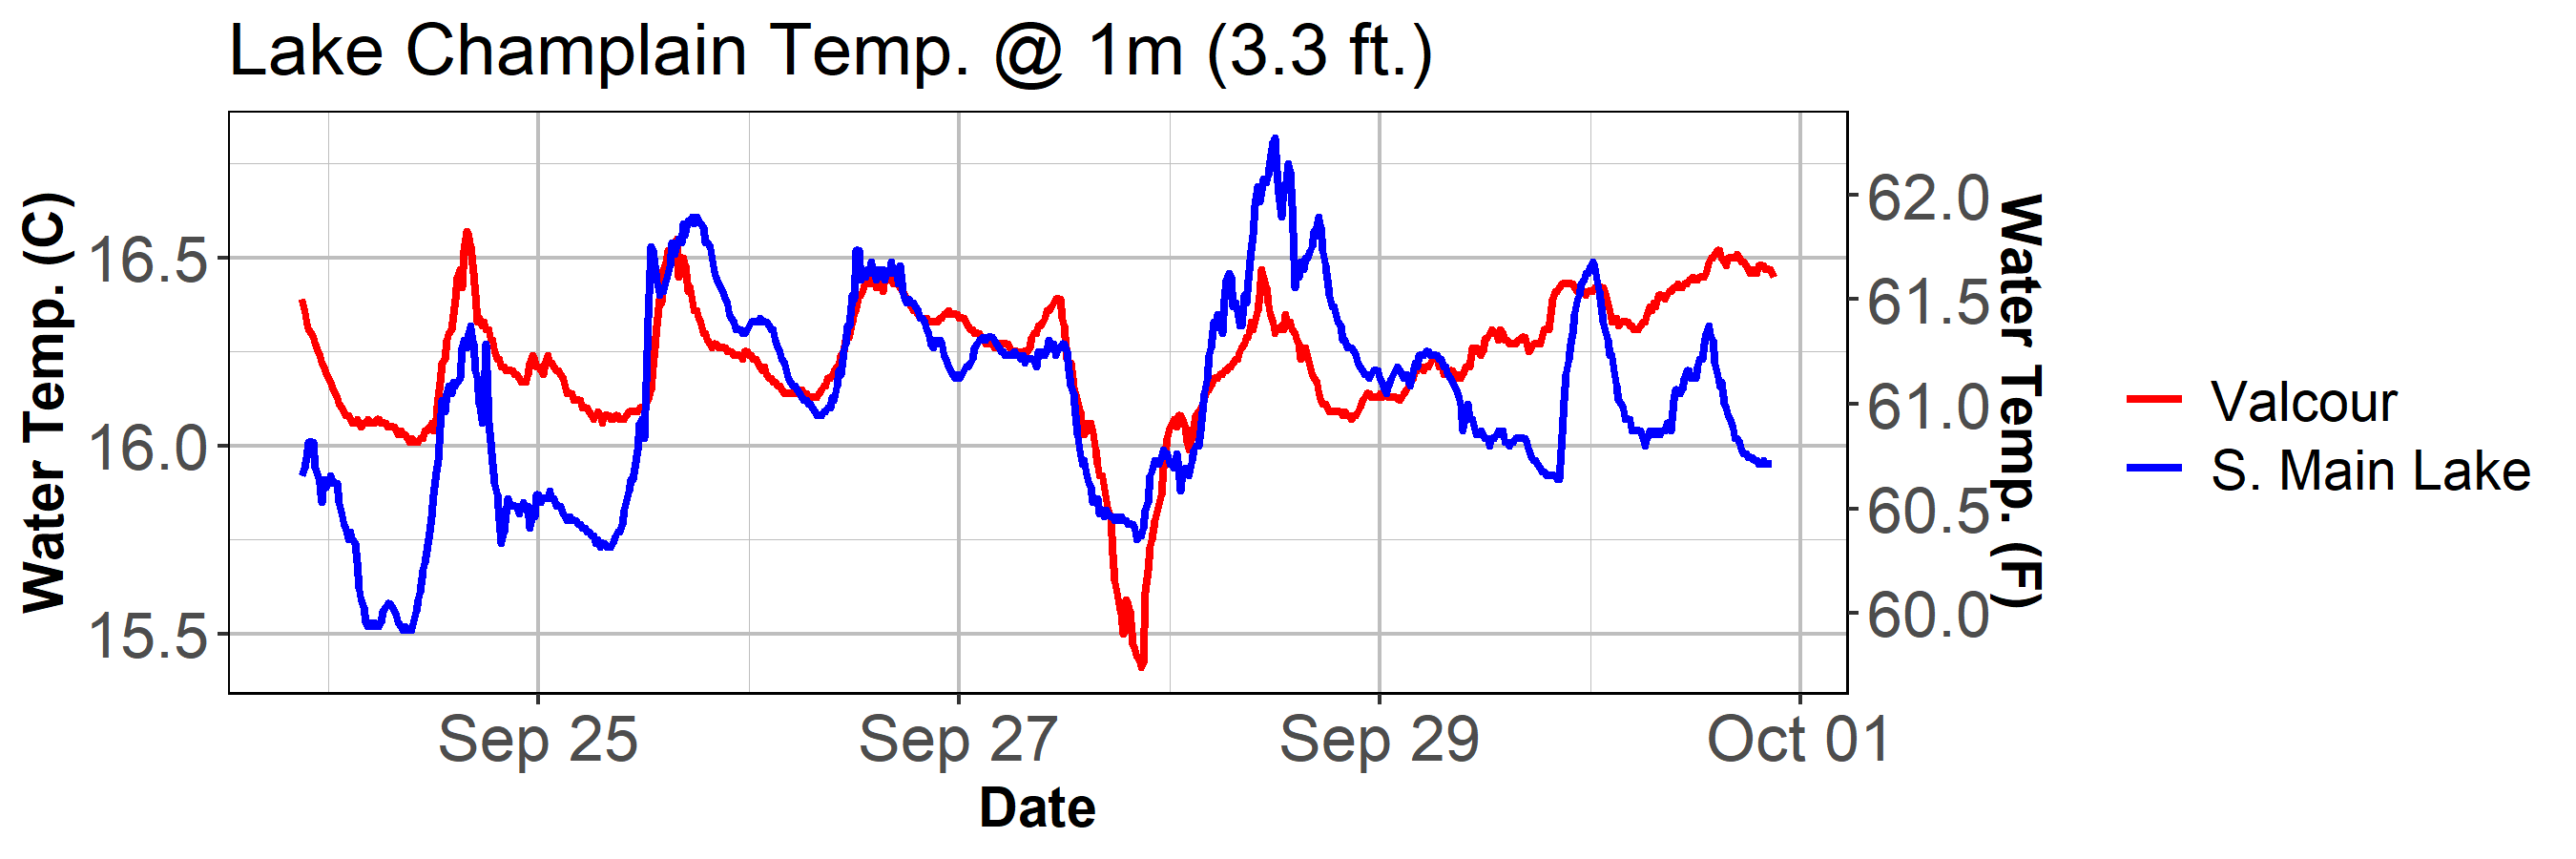 Lake Champlain Temp. @ 1m (3.3 ft.)
Water Temp. (C)
16.5
16.0
15.5
62.0
61.5
61.0
60.5
60.0
Water Temp. (F)
Sep 25
Sep 27
Sep 29
Oct 01
Date
Valcour
S. Main Lake